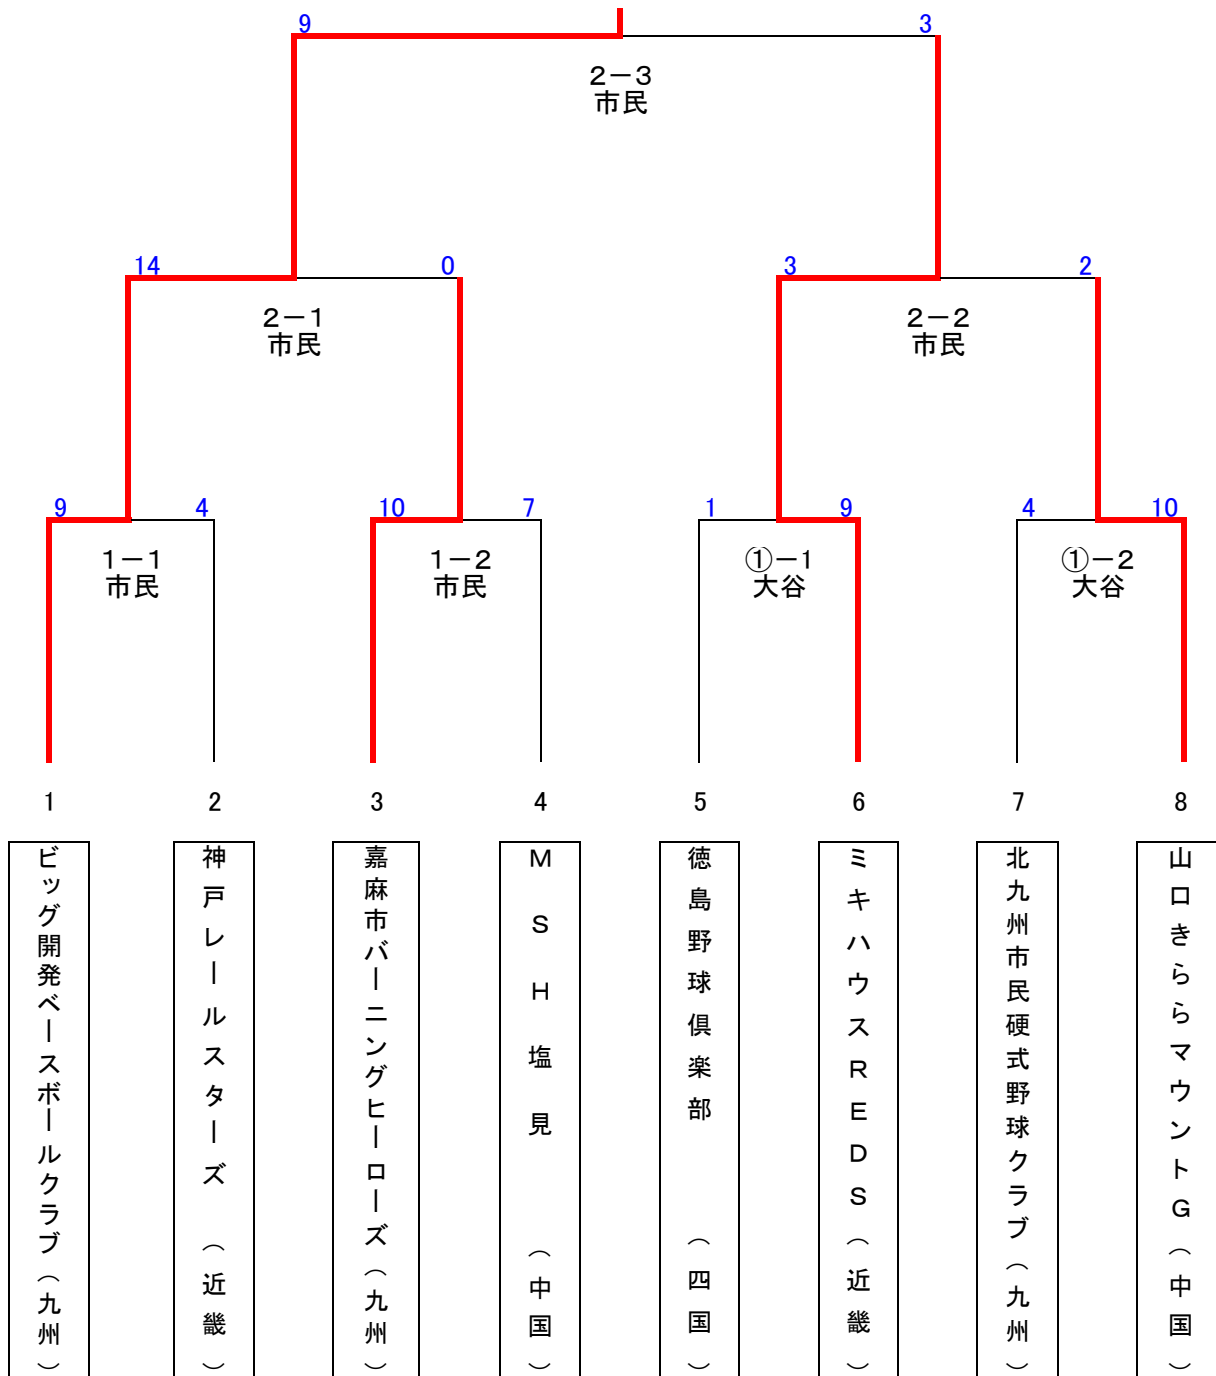 9
3
2－3
市民
14
0
3
2
2－1
市民
2－2
市民
9
4
10
7
1
9
4
10
1－1
市民
1－2
市民
①－1
大谷
①－2
大谷
1
2
3
4
5
6
7
8
ビッグ開発ベースボールクラブ（九州）
神戸レールスターズ（近畿）
嘉麻市バーニングヒーローズ（九州）
ＭＳＨ塩見（中国）
徳島野球倶楽部（四国）
ミキハウスＲＥＤＳ（近畿）
北九州市民硬式野球クラブ（九州）
山口きららマウントＧ（中国）